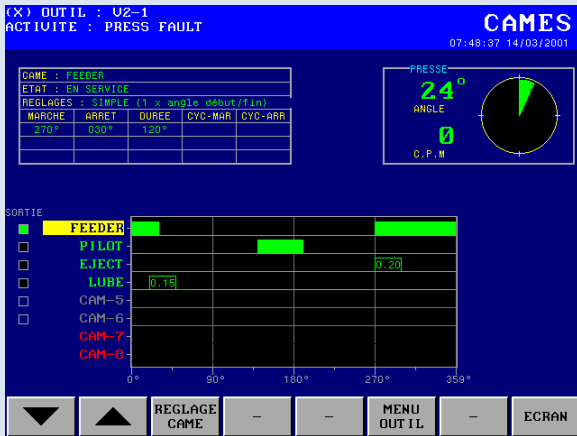 (X) OUTIL : U2-1
ACTIVITE : PRESS FAULT
CAMES
07:48:37 14/03/2001
CAME : FEEDER
ETAT : EN SERVICE
REGLAGES : SIMPLE (1 x angle début/fin)
MARCHE ARRET DUREE CYC-MAR CYC-ARR
270° 030° 120°
PRESSE
24°
ANGLE
0
C.P.M
SORTIE
FEEDER
PILOT
EJECT 0.20
LUBE 0.15
CAM-5
CAM-6
CAM-7
CAM-8
0° 90° 180° 270° 359°
REGLAGE CAME
-
-
MENU OUTIL
-
ECRAN